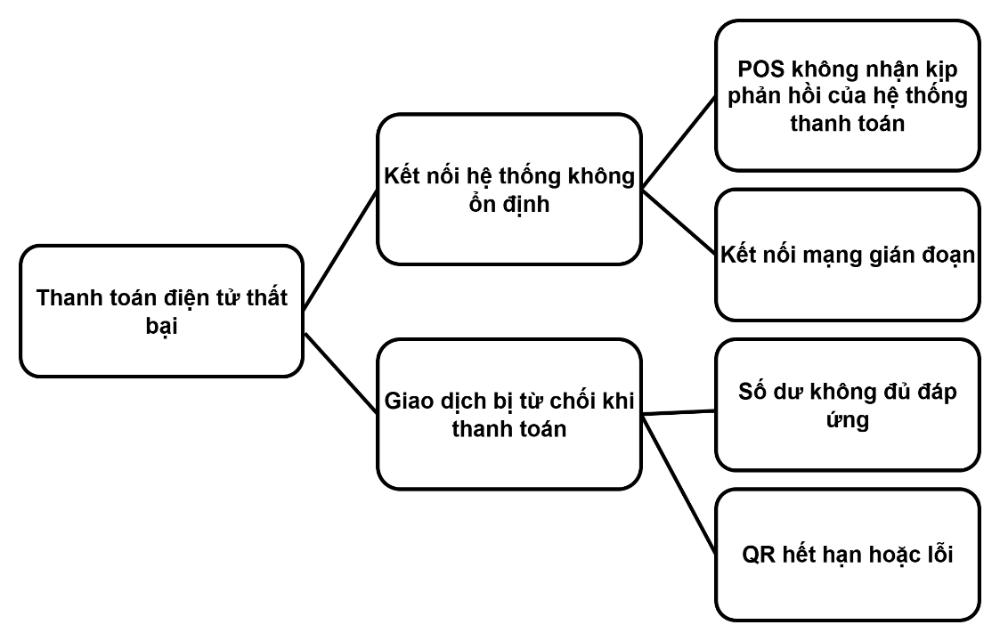 Thanh toán điện tử thất
bại
Kết nối hệ thống không
ổn định
Giao dịch bị từ chối khi
thanh toán
POS không nhận kịp
phản hồi của hệ thống
thanh toán
Kết nối mạng gián đoạn
Số dư không đủ đáp
ứng
QR hết hạn hoặc lỗi